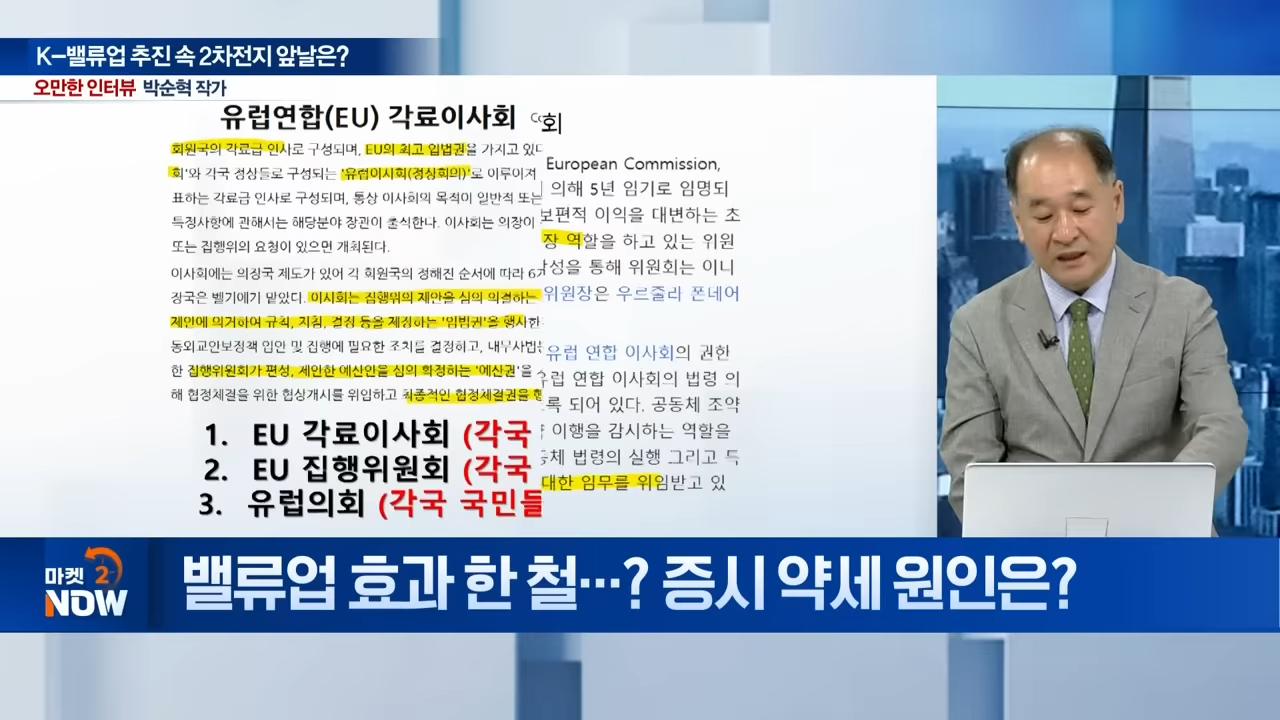 K-밸류업 추진 속 2차전지 앞날은?
오만한 인터뷰 박순혁 작가
유럽연합(EU) 각료이사회
회원국의 각료급 인사로 구성되며, EU의 최고 입법권을 가지고 있다
회'와 각국 정상들로 구성되는 '유럽이사회(정상회의)'로 이루어져
표하는 각료급 인사로 구성되며, 통상 이사회의 목적이 일반적 또는
특정사항에 관해서는 해당분야 장관이 출석한다. 이사회는 의장이
또는 집행위의 요청이 있으면 개최된다.
이사회에는 의장국 제도가 있어 각 회원국의 정해진 순서에 따라 6
장국은 벨기에가 맡았다. 이사회는 집행위의 제안을 심의 의결하는
제안에 의거하여 규칙, 지침, 결정 등을 제정하는 '입법권'을 행사한
동외교안보정책 입안 및 집행에 필요한 조치를 결정하고, 내무사법
한 집행위원회가 편성, 제안한 예산안을 심의 확정하는 '예산권'을
해 협정체결을 위한 협상개시를 위임하고 최종적인 협정체결권을 행
1. EU 각료이사회 (각국
2. EU 집행위원회 (각국
3. 유럽의회 (각국 국민들
회
European Commission,
의해 5년 임기로 임명되
보편적 이익을 대변하는 초
장 역할을 하고 있는 위원
성을 통해 위원회는 이니
위원장은 우르줄라 폰데어
유럽 연합 이사회의 권한
유럽 연합 이사회의 법령 의
록 되어 있다. 공동체 조약
이행을 감시하는 역할을
동체 법령의 실행 그리고 특
대한 임무를 위임받고 있
마켓 2
NOW
밸류업 효과 한 철…? 증시 약세 원인은?